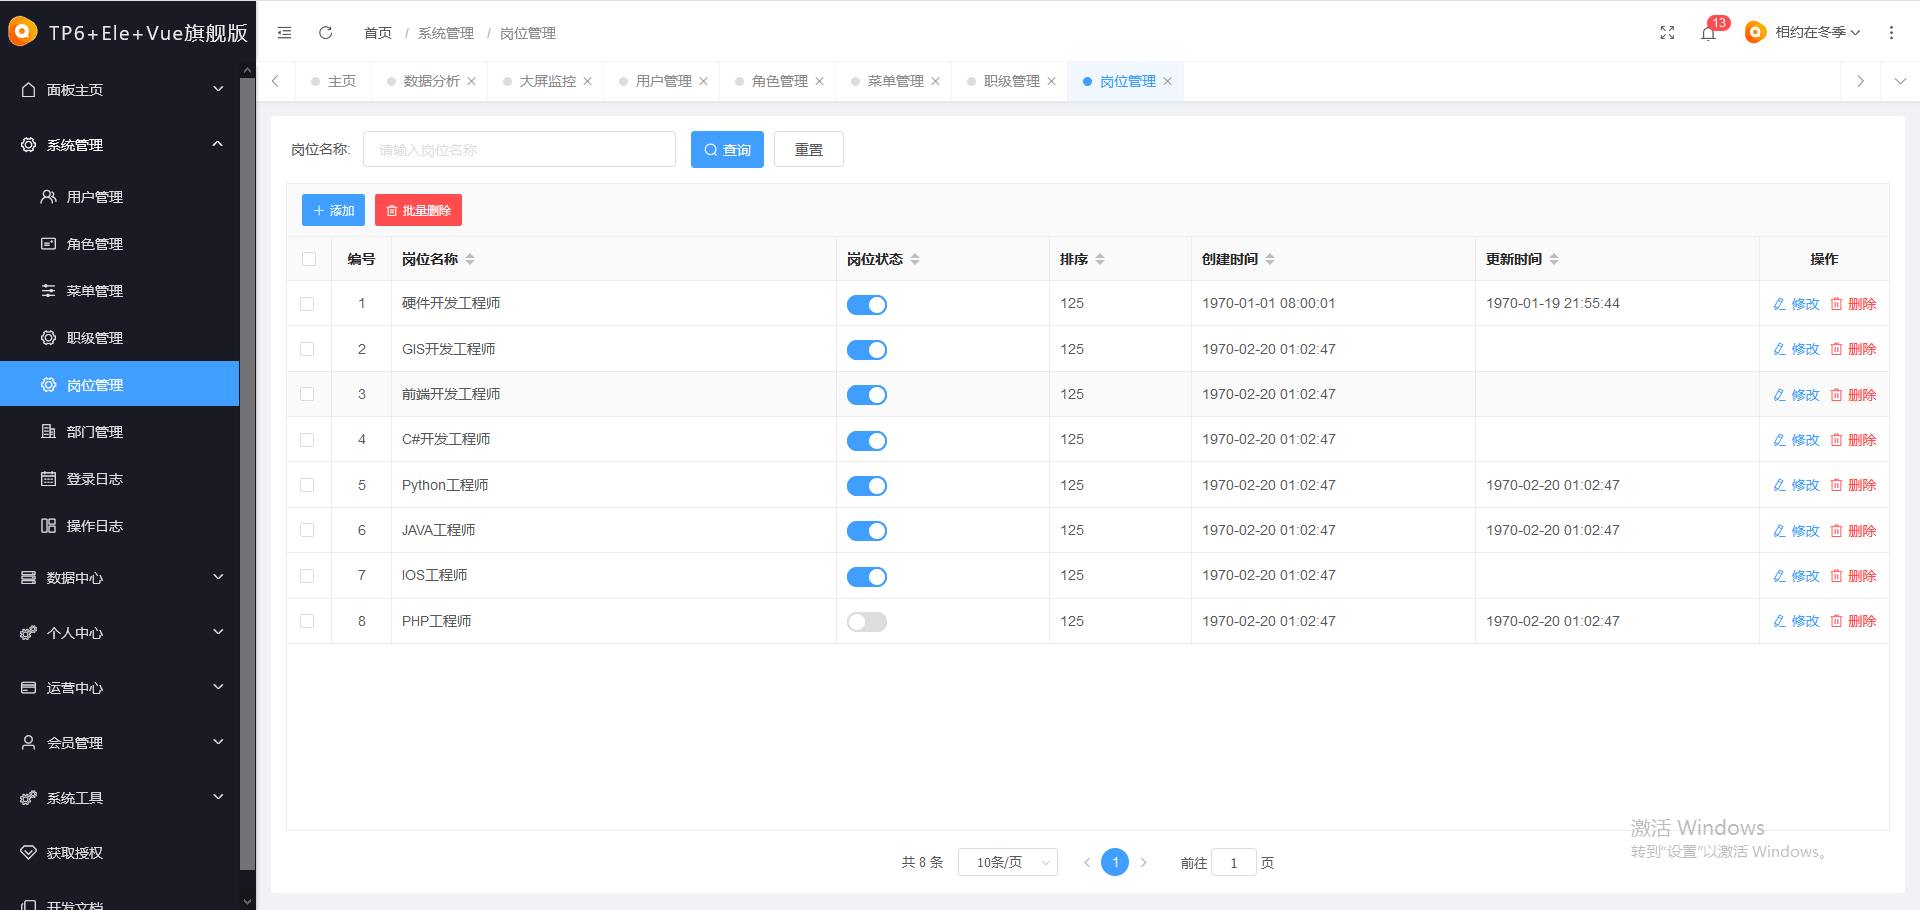 TP6+Ele+Vue旗舰版
首页 / 系统管理 / 岗位管理
13
相约在冬季
面板主页
系统管理
用户管理
角色管理
菜单管理
职级管理
岗位管理
部门管理
登录日志
操作日志
数据中心
个人中心
运营中心
会员管理
系统工具
获取授权
开发文档
主页 数据分析 大屏监控 用户管理 角色管理 菜单管理 职级管理 岗位管理
岗位名称: 请输入岗位名称 查询 重置
添加 批量删除
编号 岗位名称 岗位状态 排序 创建时间 更新时间 操作
1 硬件开发工程师 125 1970-01-01 08:00:01 1970-01-19 21:55:44 修改 删除
2 GIS开发工程师 125 1970-02-20 01:02:47 修改 删除
3 前端开发工程师 125 1970-02-20 01:02:47 修改 删除
4 C#开发工程师 125 1970-02-20 01:02:47 修改 删除
5 Python工程师 125 1970-02-20 01:02:47 1970-02-20 01:02:47 修改 删除
6 JAVA工程师 125 1970-02-20 01:02:47 1970-02-20 01:02:47 修改 删除
7 IOS工程师 125 1970-02-20 01:02:47 修改 删除
8 PHP工程师 125 1970-02-20 01:02:47 1970-02-20 01:02:47 修改 删除
共 8 条 10条/页 1 前往 1 页
激活 Windows
转到"设置"以激活 Windows。